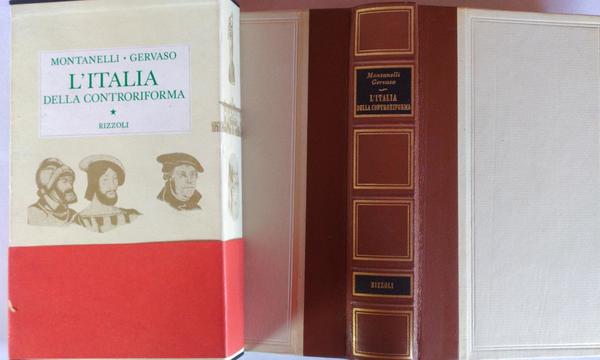 MONTANELLI • GERVASO
L'ITALIA
DELLA CONTRORIFORMA
★
RIZZOLI
Montanelli
Gervaso
L'ITALIA
DELLA CONTRORIFORMA
RIZZOLI